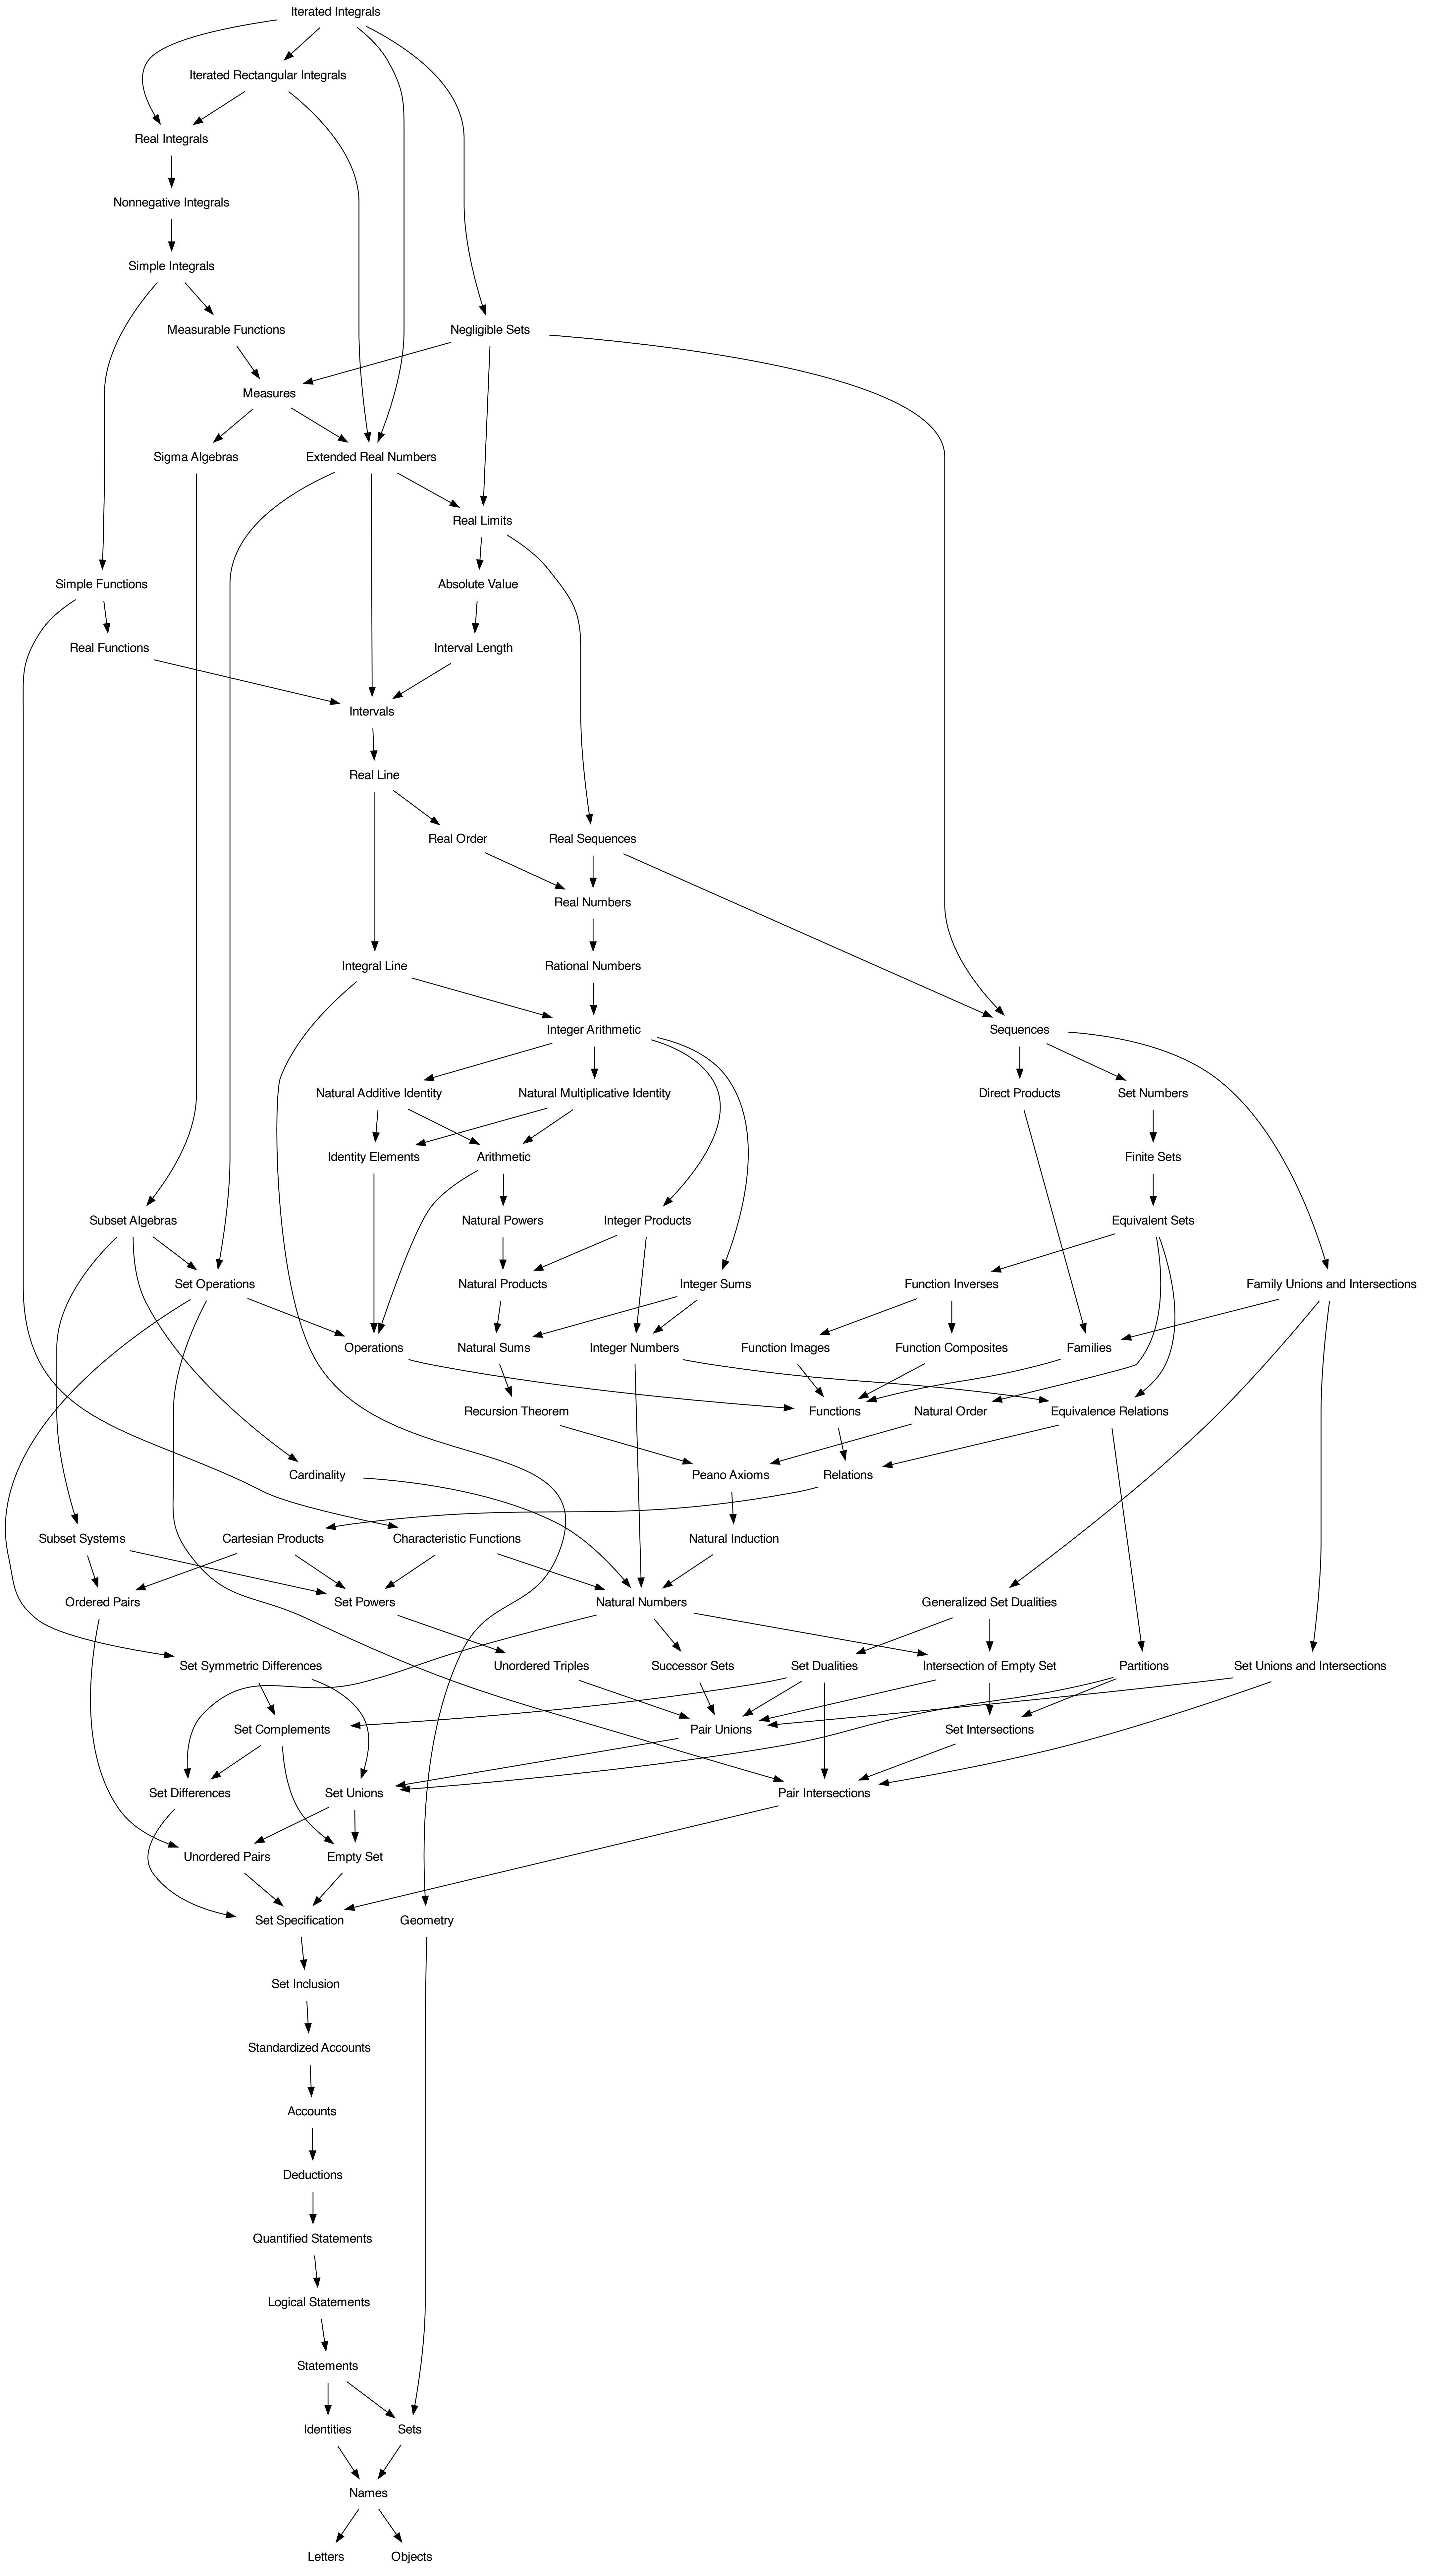 Iterated Integrals
Iterated Rectangular Integrals
Real Integrals
Nonnegative Integrals
Simple Integrals
Measurable Functions
Negligible Sets
Measures
Sigma Algebras
Extended Real Numbers
Real Limits
Simple Functions
Absolute Value
Real Functions
Interval Length
Intervals
Real Line
Real Order
Real Sequences
Real Numbers
Integral Line
Rational Numbers
Integer Arithmetic
Sequences
Natural Additive Identity
Natural Multiplicative Identity
Direct Products
Set Numbers
Identity Elements
Arithmetic
Finite Sets
Subset Algebras
Natural Powers
Integer Products
Equivalent Sets
Set Operations
Natural Products
Integer Sums
Function Inverses
Family Unions and Intersections
Operations
Natural Sums
Integer Numbers
Function Images
Function Composites
Families
Recursion Theorem
Functions
Natural Order
Equivalence Relations
Cardinality
Peano Axioms
Relations
Subset Systems
Cartesian Products
Characteristic Functions
Natural Induction
Ordered Pairs
Set Powers
Natural Numbers
Generalized Set Dualities
Set Symmetric Differences
Unordered Triples
Successor Sets
Set Dualities
Intersection of Empty Set
Partitions
Set Unions and Intersections
Set Complements
Pair Unions
Set Intersections
Set Differences
Set Unions
Pair Intersections
Unordered Pairs
Empty Set
Set Specification
Geometry
Set Inclusion
Standardized Accounts
Accounts
Deductions
Quantified Statements
Logical Statements
Statements
Identities
Sets
Names
Letters
Objects